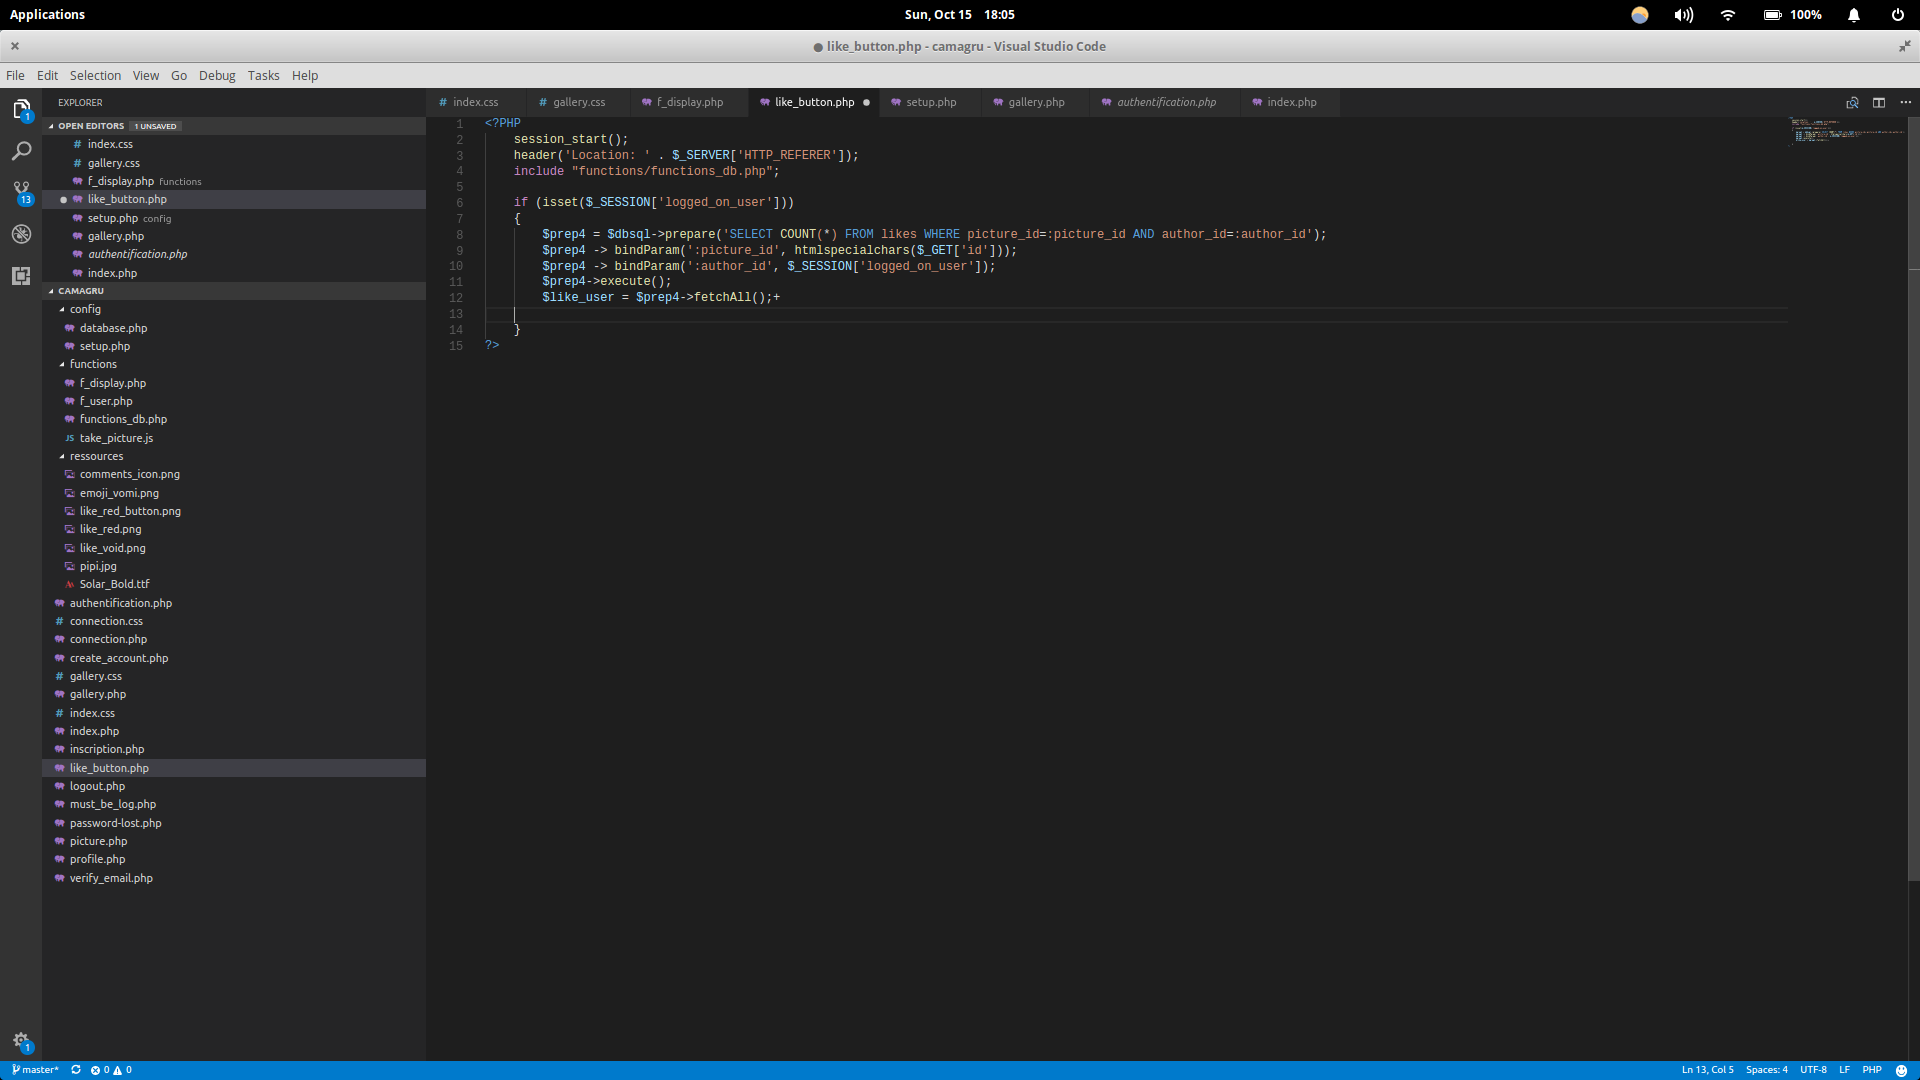 Applications
Sun, Oct 15 18:05
100%
● like_button.php - camagru - Visual Studio Code
File Edit Selection View Go Debug Tasks Help
EXPLORER
OPEN EDITORS 1 UNSAVED
index.css
gallery.css
f_display.php functions
like_button.php
setup.php config
gallery.php
authentification.php
index.php
CAMAGRU
config
database.php
setup.php
functions
f_display.php
f_user.php
functions_db.php
JS take_picture.js
ressources
comments_icon.png
emoji_vomi.png
like_red_button.png
like_red.png
like_void.png
pipi.jpg
Solar_Bold.ttf
authentification.php
connection.css
connection.php
create_account.php
gallery.css
gallery.php
index.css
index.php
inscription.php
like_button.php
logout.php
must_be_log.php
password-lost.php
picture.php
profile.php
verify_email.php
1
13
1
# index.css # gallery.css f_display.php like_button.php setup.php gallery.php authentification.php index.php
1 <?PHP
2 session_start();
3 header('Location: ' . $_SERVER['HTTP_REFERER']);
4 include "functions/functions_db.php";
5
6 if (isset($_SESSION['logged_on_user']))
7 {
8 $prep4 = $dbsql->prepare('SELECT COUNT(*) FROM likes WHERE picture_id=:picture_id AND author_id=:author_id');
9 $prep4 -> bindParam(':picture_id', htmlspecialchars($_GET['id']));
10 $prep4 -> bindParam(':author_id', $_SESSION['logged_on_user']);
11 $prep4->execute();
12 $like_user = $prep4->fetchAll();+
13
14 }
15 ?>
master* 0 0 Ln 13, Col 5 Spaces: 4 UTF-8 LF PHP